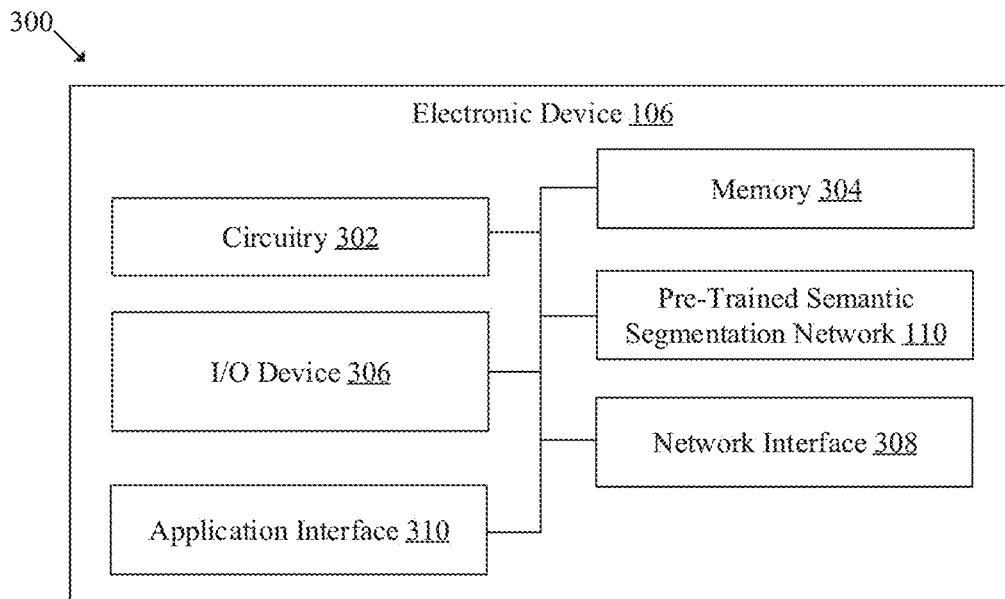 300
Electronic Device 106
Memory 304
Circuitry 302
Pre-Trained Semantic
Segmentation Network 110
I/O Device 306
Network Interface 308
Application Interface 310